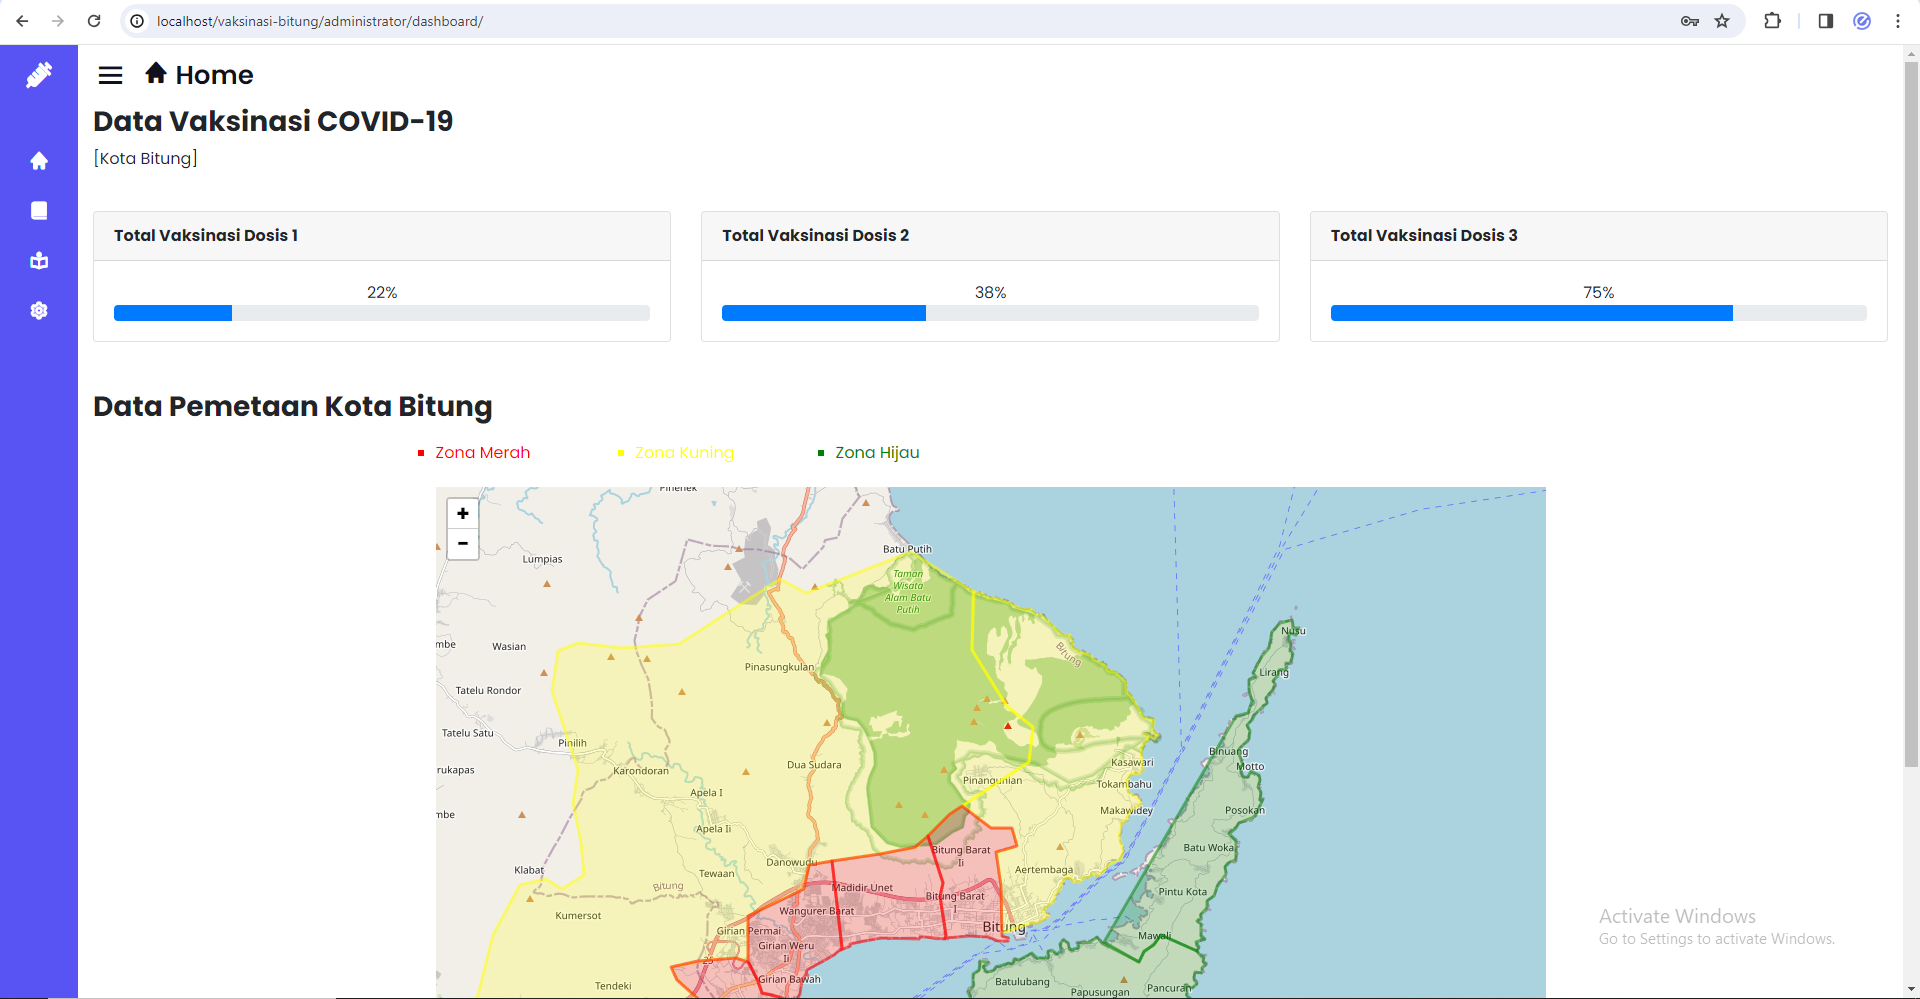 localhost/vaksinasi-bitung/administrator/dashboard/
Home
Data Vaksinasi COVID-19
[Kota Bitung]
Total Vaksinasi Dosis 1
22%
Total Vaksinasi Dosis 2
38%
Total Vaksinasi Dosis 3
75%
Data Pemetaan Kota Bitung
Zona Merah
Zona Kuning
Zona Hijau
+
-
Pinenek
Batu Putih
Lumpias
Taman
Wisata
Alam Batu
Putih
Nusu
mbe
Wasian
Bitung
Pinasungkulan
Lirang
Tatelu Rondor
Tatelu Satu
Pinilih
Binuang
Motto
rukapas
Karondoran
Dua Sudara
Kasawari
Pinangunian
Tokambahu
Apela I
Makawidey
Posokan
mbe
Apela Ii
Bitung Barat
Ii
Batu Woka
Danowudu
Klabat
Tewaan
Aertembaga
Bitung
Madidir Unet
Bitung Barat
I
Pintu Kota
Wangurer Barat
Kumersot
Girian Permai
Bitung
Mawali
Girian Weru
Ii
25
Girian Bawah
Tendeki
Batulubang
Papusungan
Pancuran
Activate Windows
Go to Settings to activate Windows.